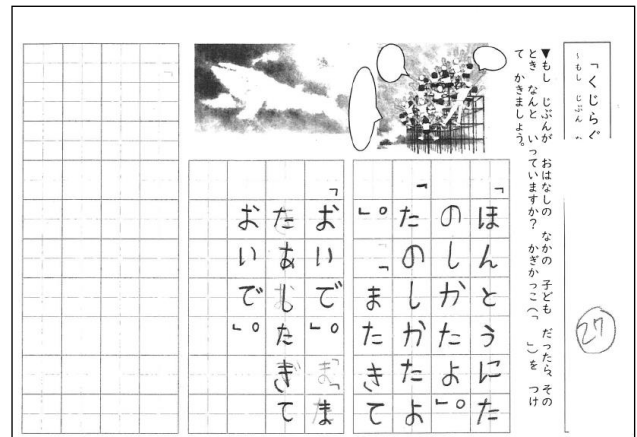 「くじらぐ
～もし じぶん
▼もし じぶんが おはなしの なかの 子ども だったら、その
とき なんと いっていますか？ かぎかっこ（「 」）を つけ
て かきましょう。
27
「ほんとうにた
のしかたよ。」
「たのしかたよ
。」「またきて
「おいで。」「ま
たあしたきて
おいで。」